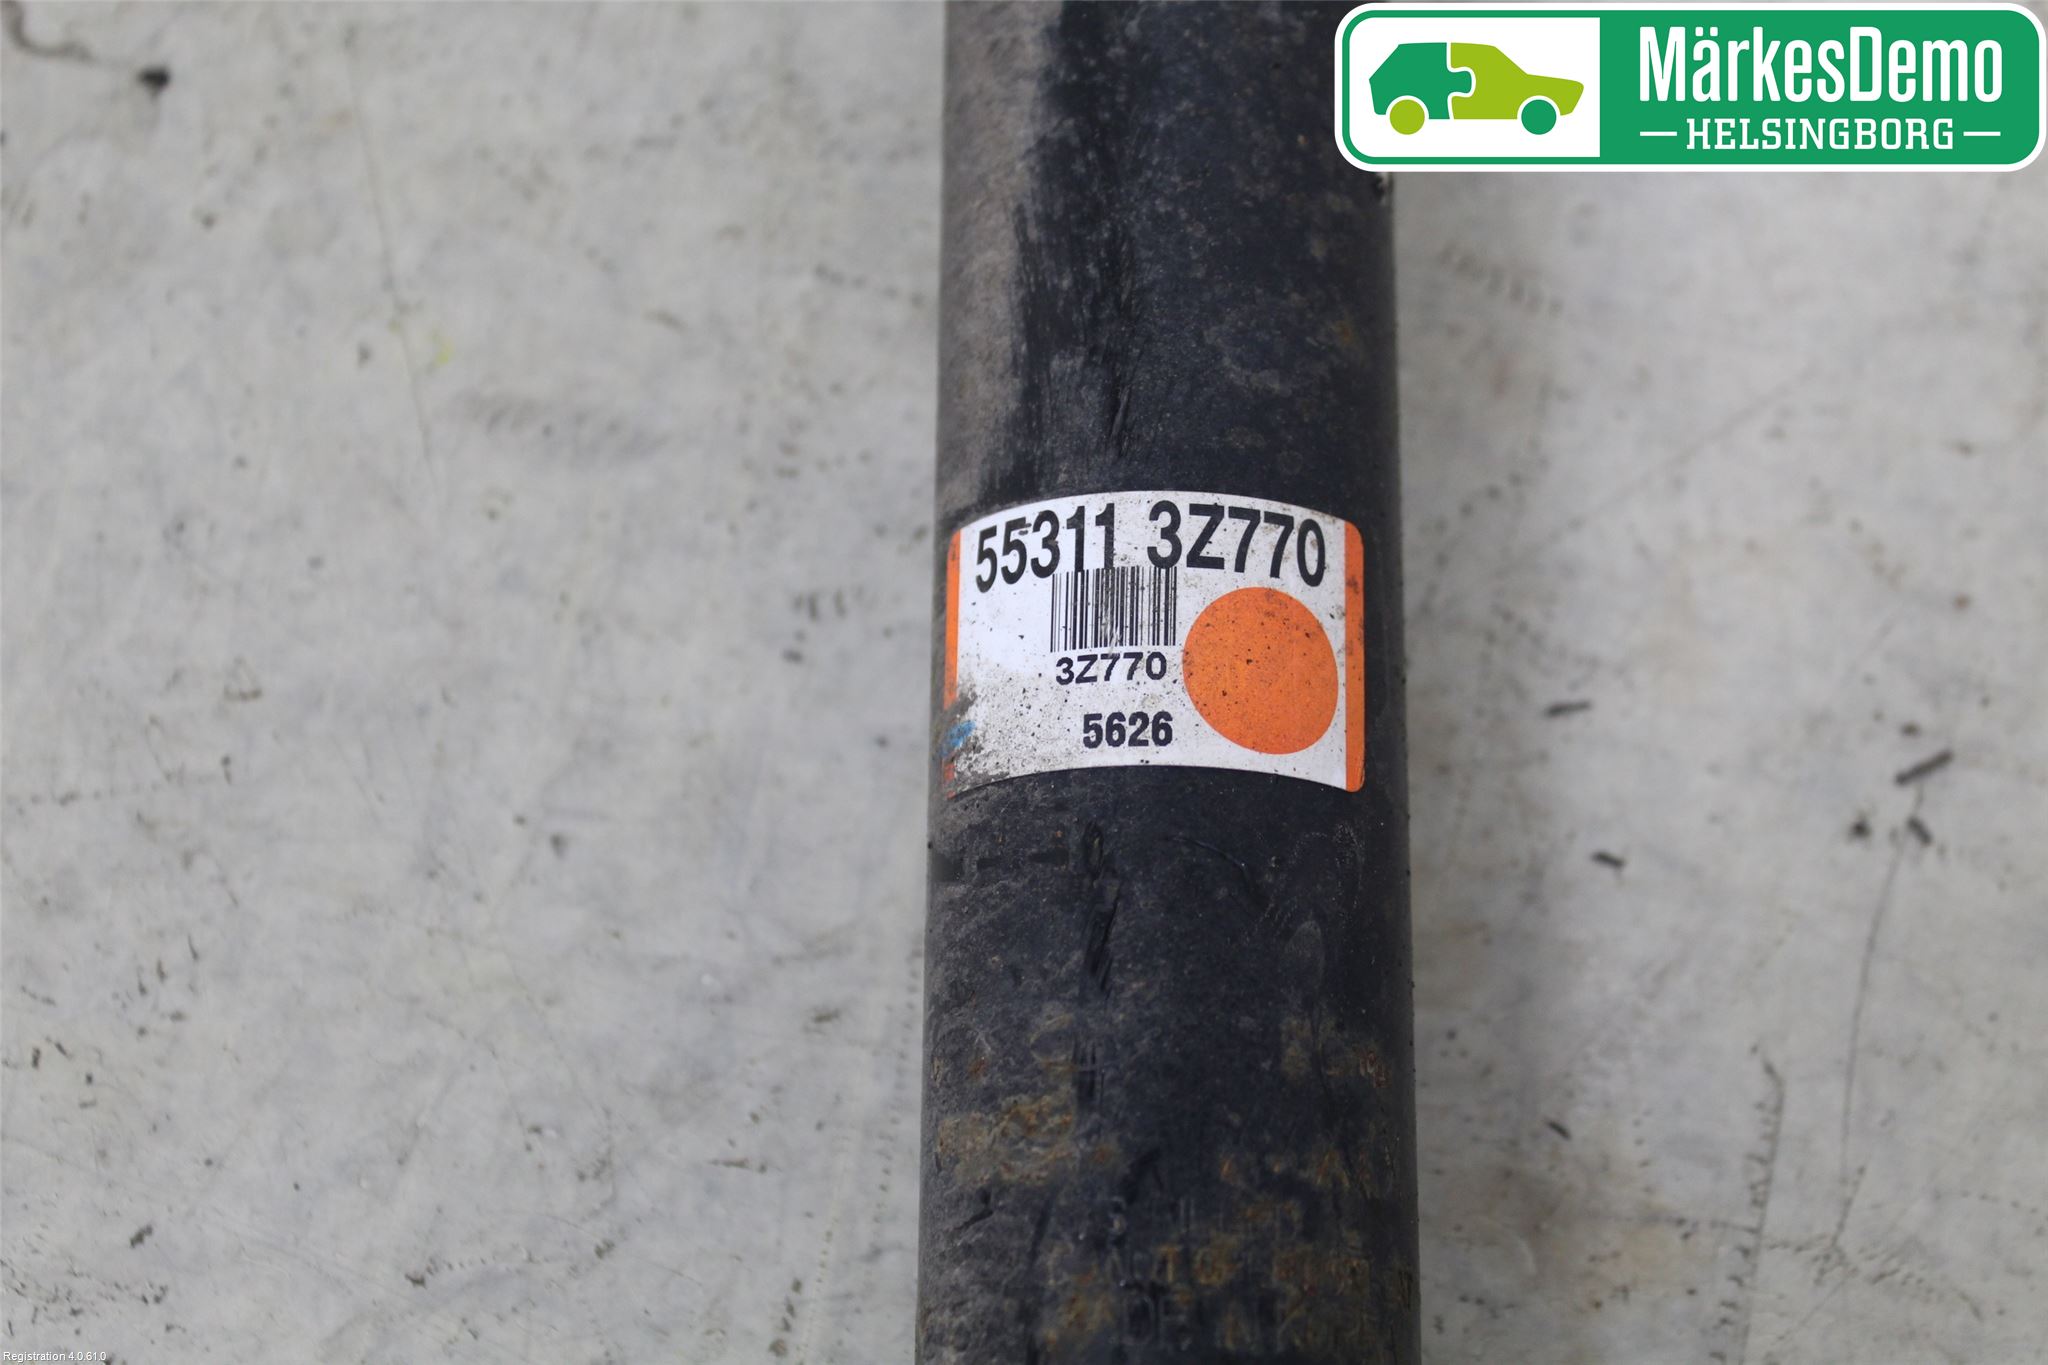 MärkesDemo
HELSINGBORG
55311 3Z770
3Z770
5626
Registration 4.0.61.0